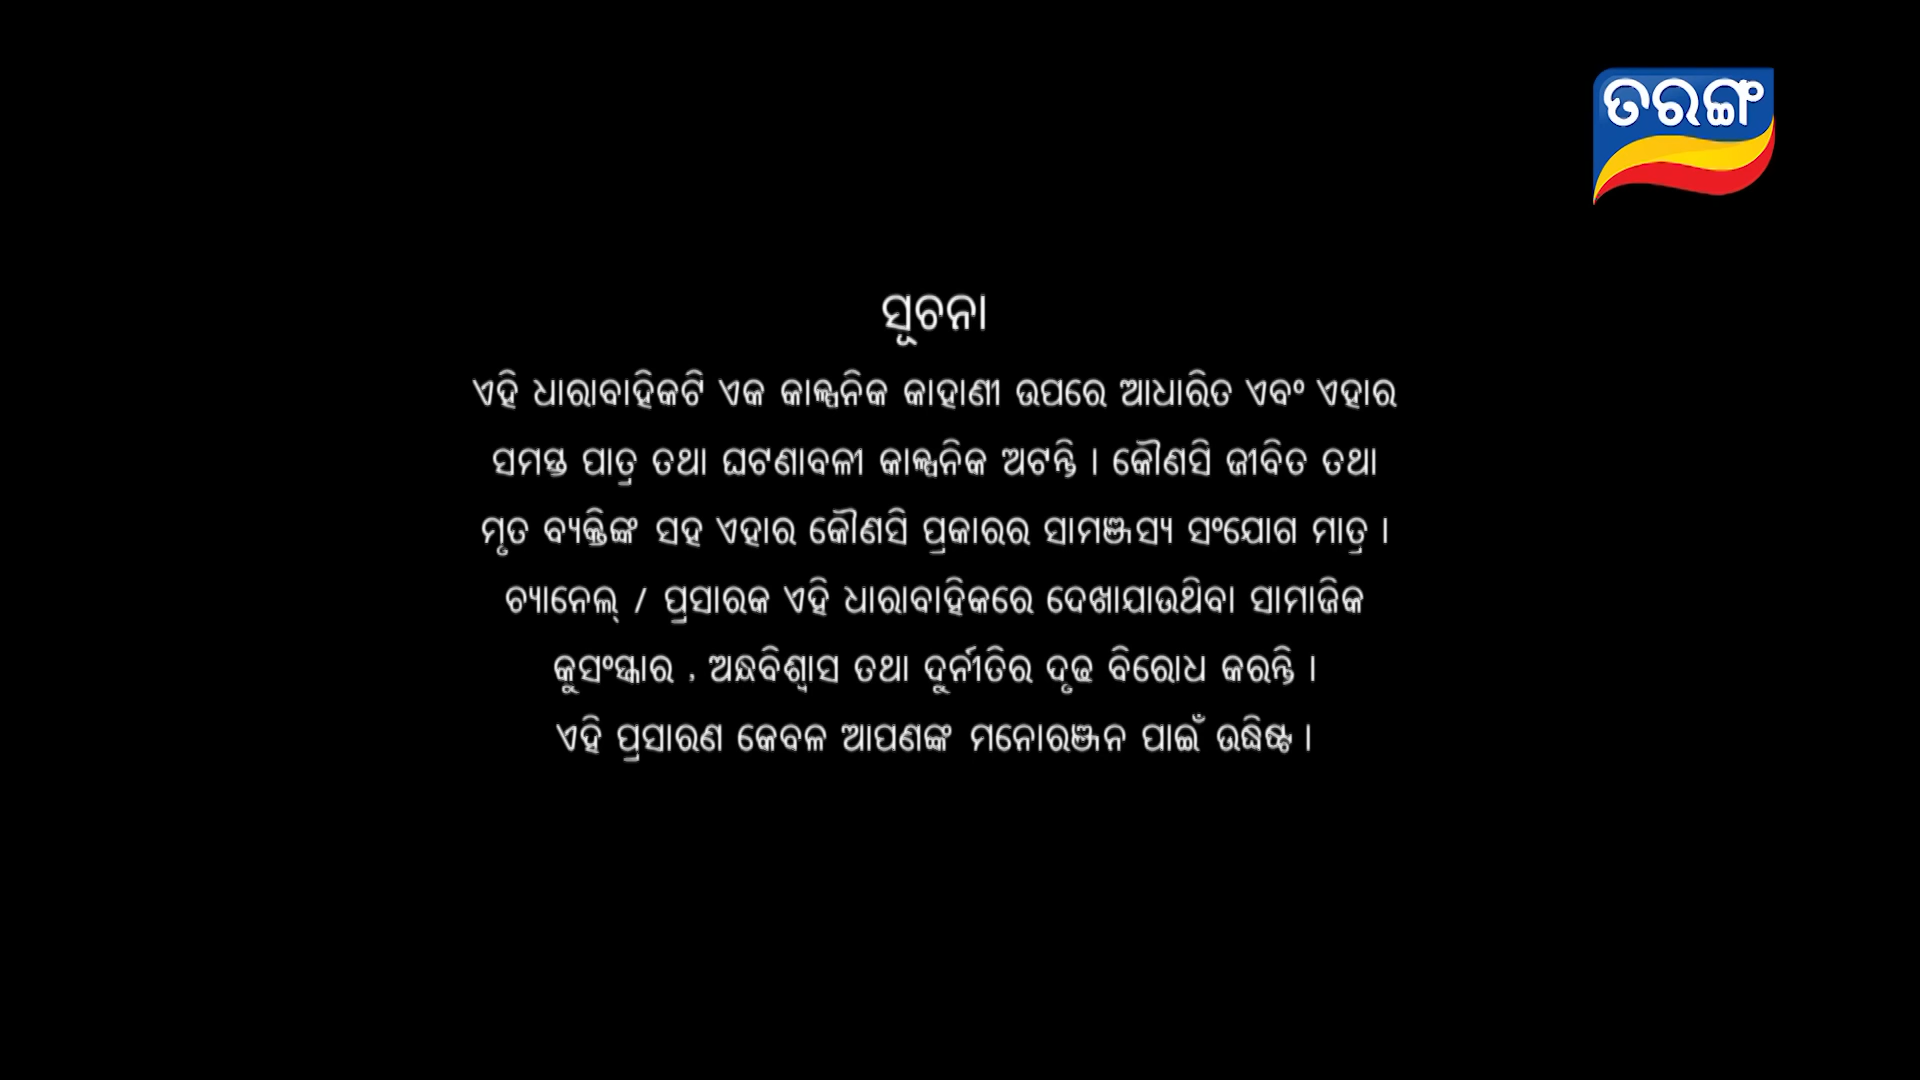 ତରଙ୍ଗ
ସୂଚନା
ଏହି ଧାରାବାହିକଟି ଏକ କାଳ୍ପନିକ କାହାଣୀ ଉପରେ ଆଧାରିତ ଏବଂ ଏହାର
ସମସ୍ତ ପାତ୍ର ତଥା ଘଟଣାବଳୀ କାଳ୍ପନିକ ଅଟନ୍ତି । କୌଣସି ଜୀବିତ ତଥା
ମୃତ ବ୍ୟକ୍ତିଙ୍କ ସହ ଏହାର କୌଣସି ପ୍ରକାରର ସାମଞ୍ଜସ୍ୟ ସଂଯୋଗ ମାତ୍ର ।
ଚ୍ୟାନେଲ୍ / ପ୍ରସାରକ ଏହି ଧାରାବାହିକରେ ଦେଖାଯାଉଥିବା ସାମାଜିକ
କୁସଂସ୍କାର , ଅନ୍ଧବିଶ୍ୱାସ ତଥା ଦୁର୍ନୀତିର ଦୃଢ ବିରୋଧ କରନ୍ତି ।
ଏହି ପ୍ରସାରଣ କେବଳ ଆପଣଙ୍କ ମନୋରଞ୍ଜନ ପାଇଁ ଉଦ୍ଧିଷ୍ଟ ।